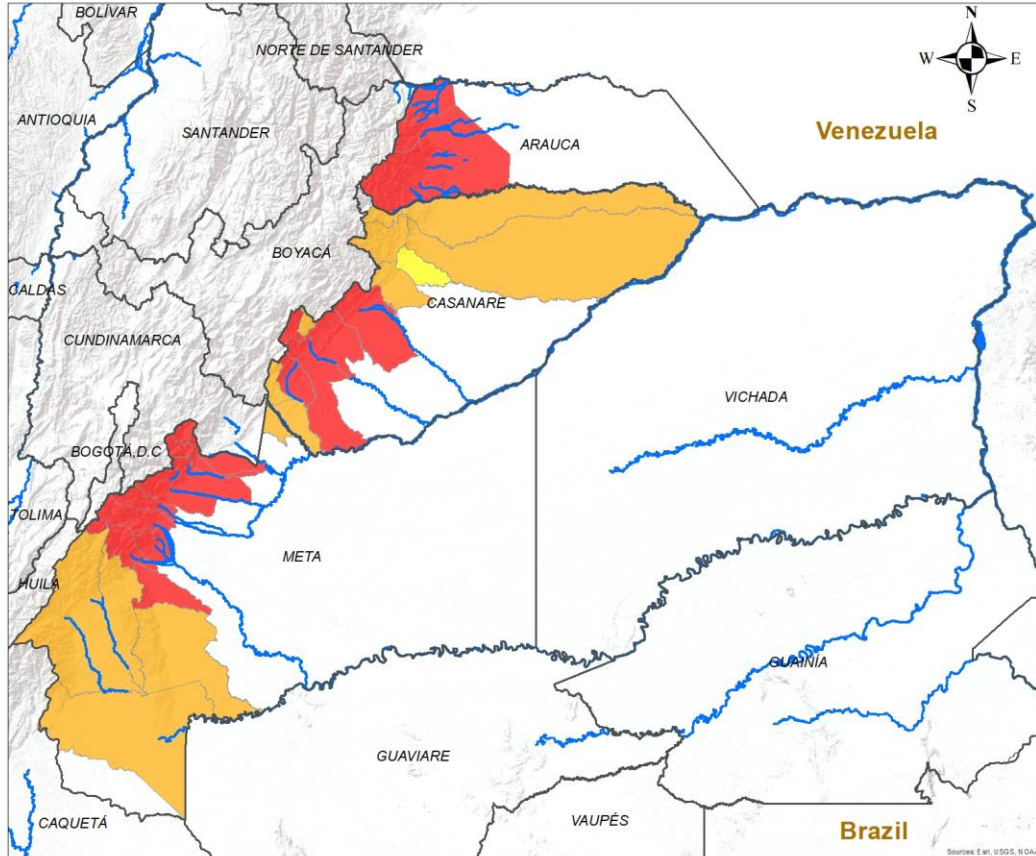 BOLÍVAR
NORTE DE SANTANDER
N
W
E
S
ANTIOQUIA
SANTANDER
ARAUCA
Venezuela
BOYACÁ
CALDAS
CASANARE
CUNDINAMARCA
VICHADA
BOGOTÁ,D.C
TOLIMA
META
HUILA
GUAINÍA
GUAVIARE
CAQUETÁ
VAUPÉS
Brazil
Sources: Esri, USGS, NOAA